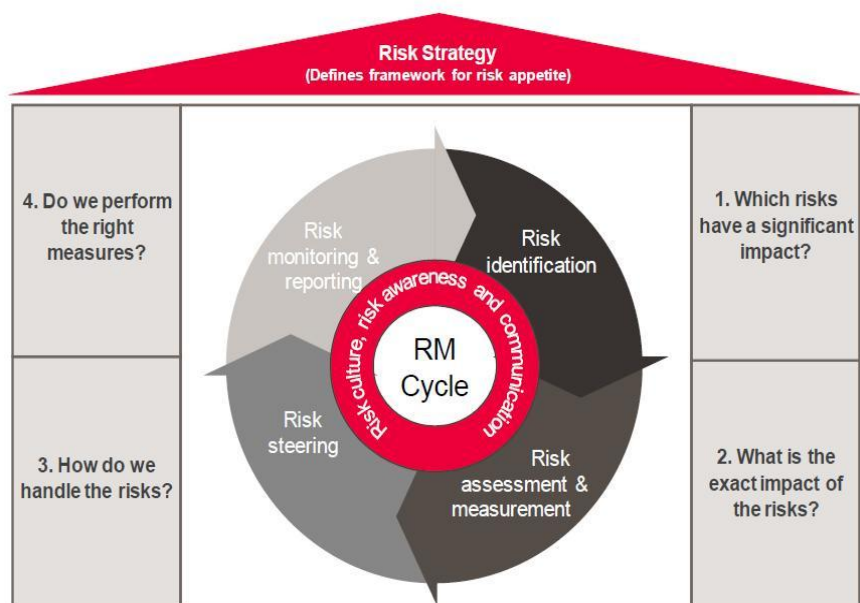 Risk Strategy
(Defines framework for risk appetite)
4. Do we perform
the right
measures?
3. How do we
handle the risks?
Risk
monitoring &
reporting
Risk
identification
Risk culture, risk awareness and communication
RM
Cycle
Risk
steering
Risk
assessment &
measurement
1. Which risks
have a significant
impact?
2. What is the
exact impact of
the risks?